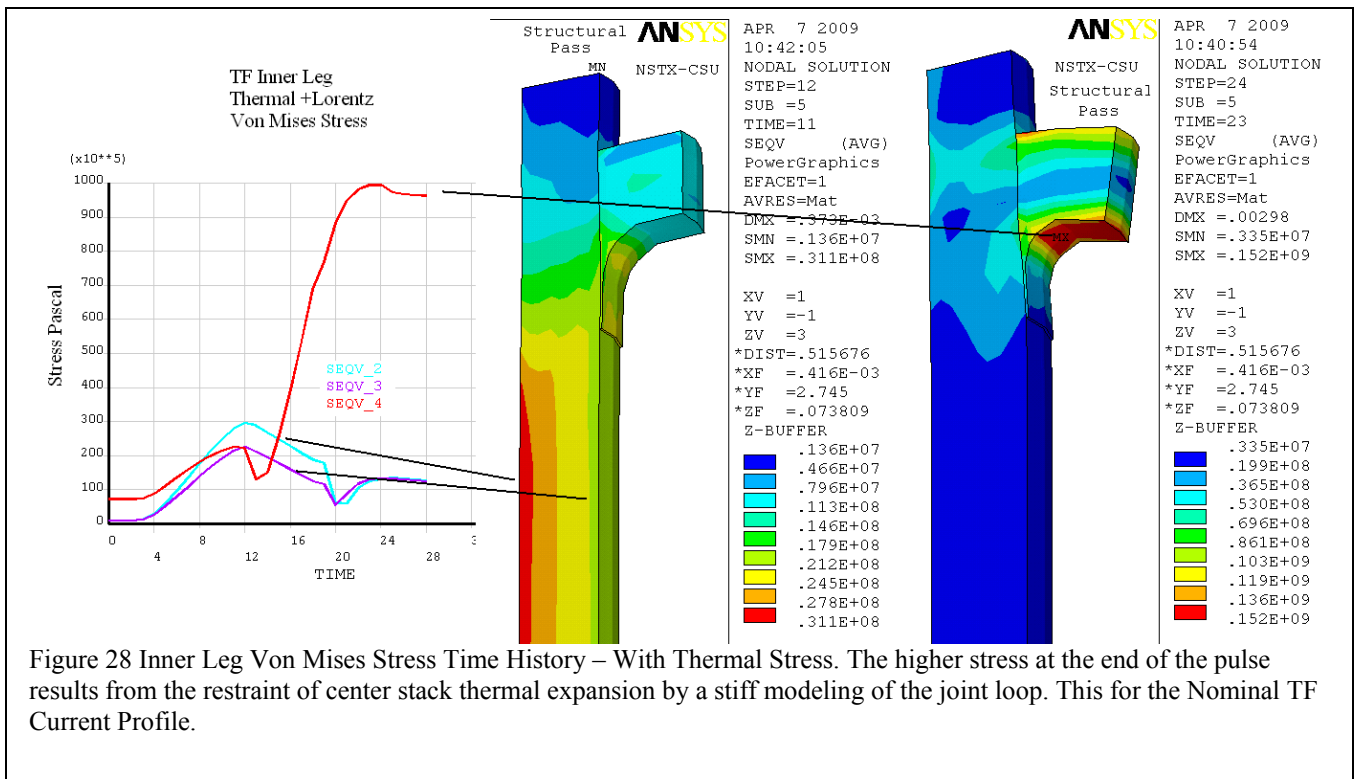 TF Inner Leg
Thermal +Lorentz
Von Mises Stress
(x10**5)
Stress Pascal
1000
900
800
700
600
500
400
300
200
100
0
SEQV_2
SEQV_3
SEQV_4
0
4
8
12
16
20
24
28
3
TIME
Structural
Pass
MN
ANSYS
NSTX-CSU
APR 7 2009
10:42:05
NODAL SOLUTION
STEP=12
SUB =5
TIME=11
SEQV (AVG)
PowerGraphics
EFACET=1
AVRES=Mat
DMX =.373E-03
SMN =.136E+07
SMX =.311E+08
XV =1
YV =-1
ZV =3
*DIST=.515676
*XF =.416E-03
*YF =2.745
*ZF =.073809
Z-BUFFER
.136E+07
.466E+07
.796E+07
.113E+08
.146E+08
.179E+08
.212E+08
.245E+08
.278E+08
.311E+08
ANSYS
NSTX-CSU
Structural
Pass
MX
APR 7 2009
10:40:54
NODAL SOLUTION
STEP=24
SUB =5
TIME=23
SEQV (AVG)
PowerGraphics
EFACET=1
AVRES=Mat
DMX =.00298
SMN =.335E+07
SMX =.152E+09
XV =1
YV =-1
ZV =3
*DIST=.515676
*XF =.416E-03
*YF =2.745
*ZF =.073809
Z-BUFFER
.335E+07
.199E+08
.365E+08
.530E+08
.696E+08
.861E+08
.103E+09
.119E+09
.136E+09
.152E+09
Figure 28 Inner Leg Von Mises Stress Time History – With Thermal Stress. The higher stress at the end of the pulse
results from the restraint of center stack thermal expansion by a stiff modeling of the joint loop. This for the Nominal TF
Current Profile.